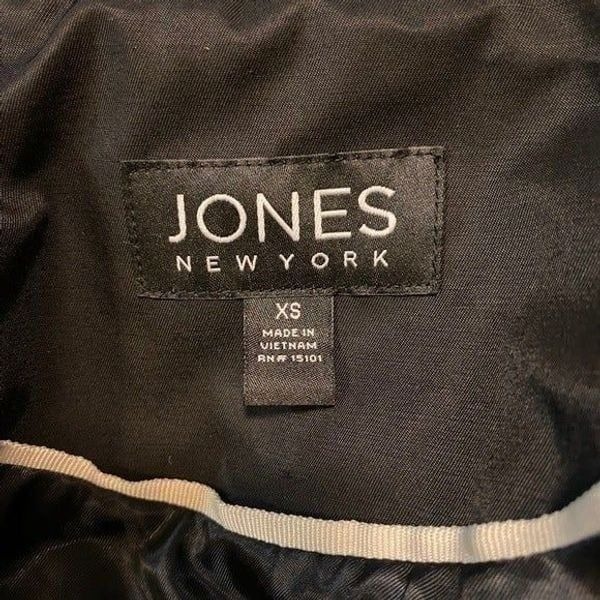 JONES
NEW YORK
XS
MADE IN
VIETNAM
RN# 15101